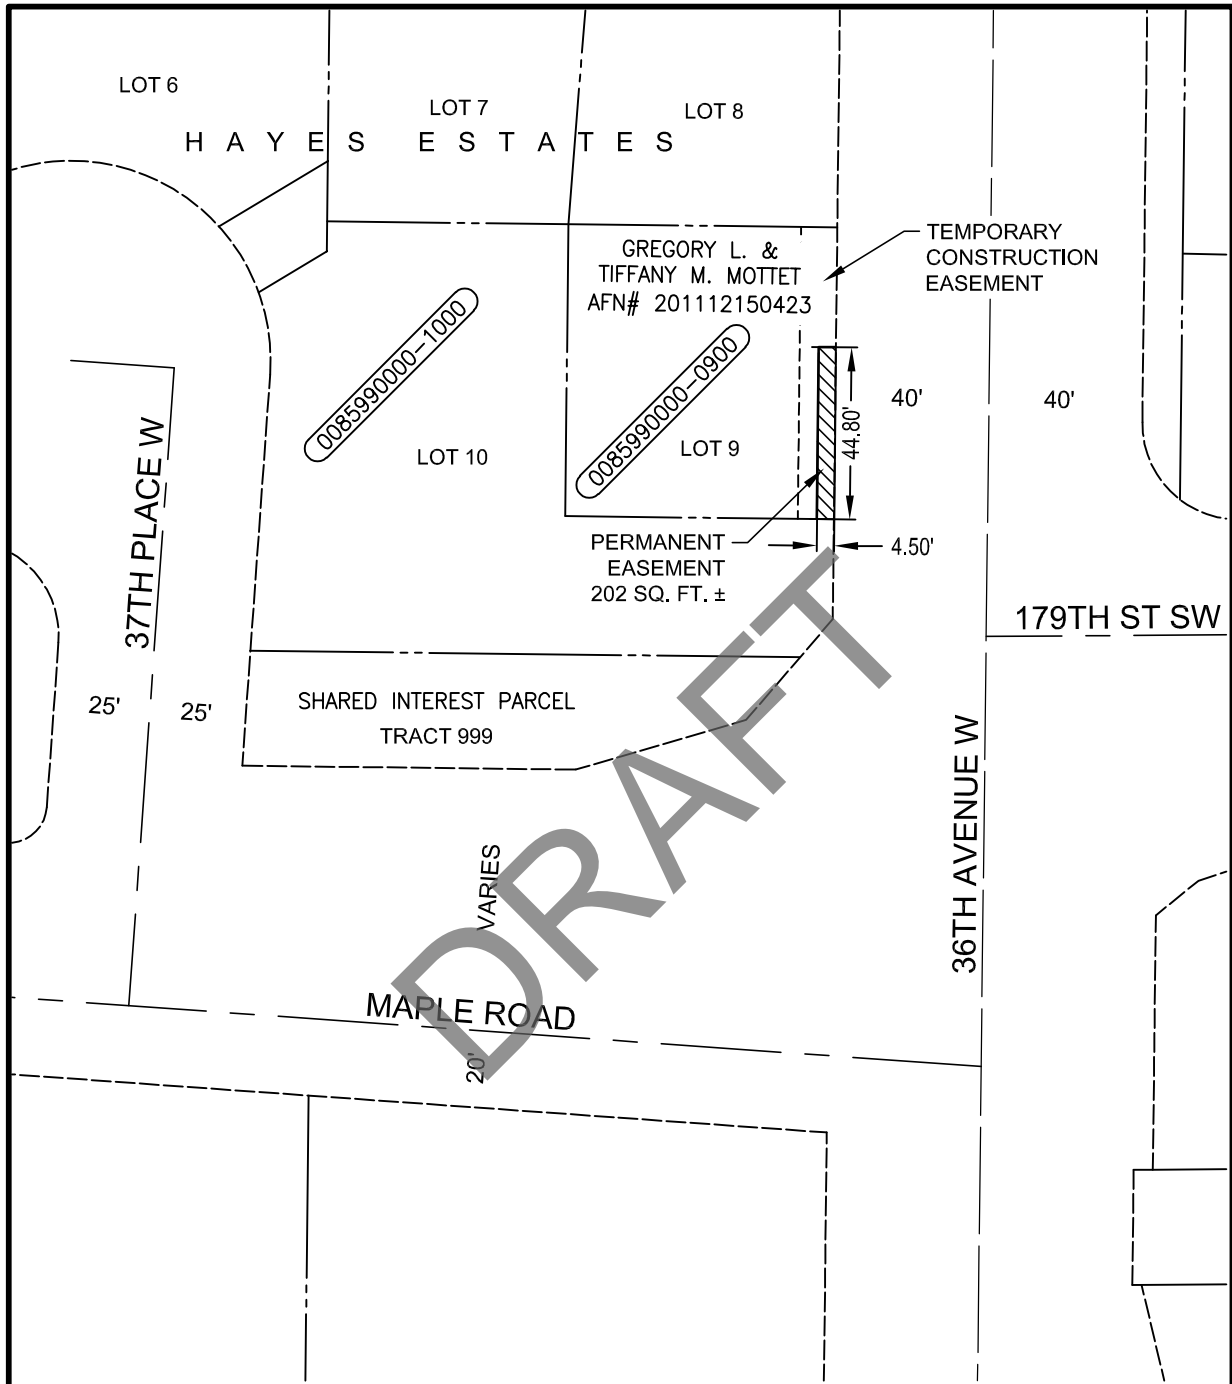 LOT 6
LOT 7
LOT 8
HAYES ESTATES
GREGORY L. &
TIFFANY M. MOTTET
AFN# 201112150423
TEMPORARY
CONSTRUCTION
EASEMENT
0085990000-1000
0085990000-0900
LOT 10
LOT 9
44.80'
40'
40'
PERMANENT
EASEMENT
202 SQ. FT. ±
4.50'
37TH PLACE W
179TH ST SW
25'
25'
SHARED INTEREST PARCEL
TRACT 999
36TH AVENUE W
VARIES
MAPLE ROAD
20'
DRAFT